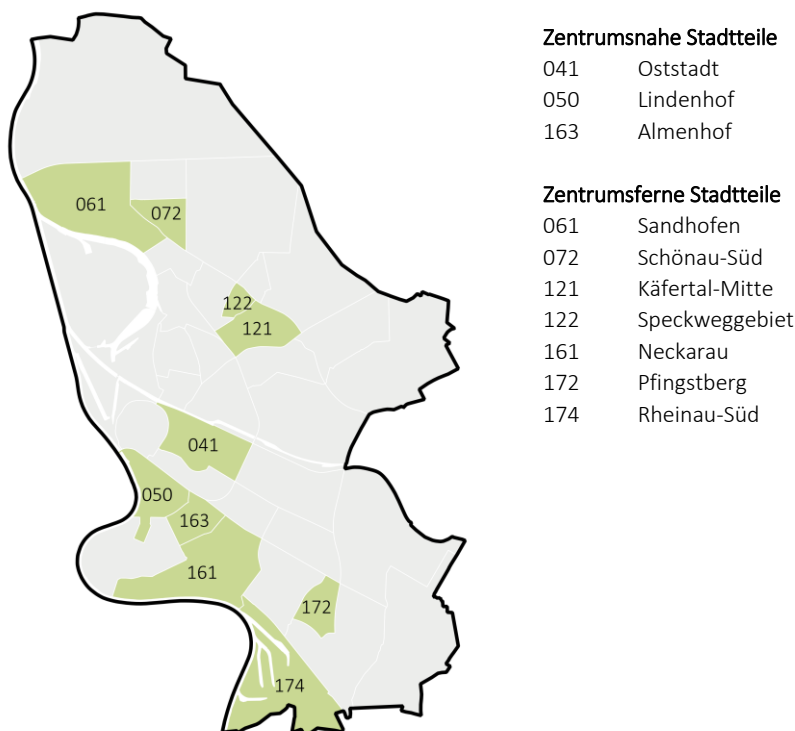 061
072
122
121
041
050
163
161
172
174
Zentrumsnahe Stadtteile
041 Oststadt
050 Lindenhof
163 Almenhof
Zentrumsferne Stadtteile
061 Sandhofen
072 Schönau-Süd
121 Käfertal-Mitte
122 Speckweggebiet
161 Neckarau
172 Pfingstberg
174 Rheinau-Süd